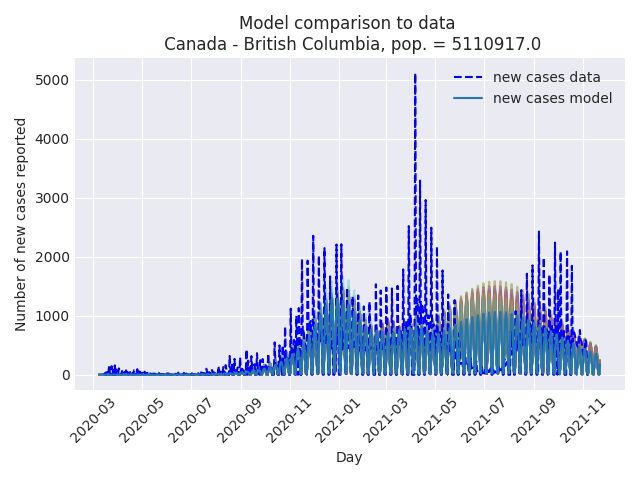 Model comparison to data
Canada - British Columbia, pop. = 5110917.0
new cases data
new cases model
Number of new cases reported
5000
4000
3000
2000
1000
0
2020-03
2020-05
2020-07
2020-09
2020-11
2021-01
2021-03
2021-05
2021-07
2021-09
2021-11
Day